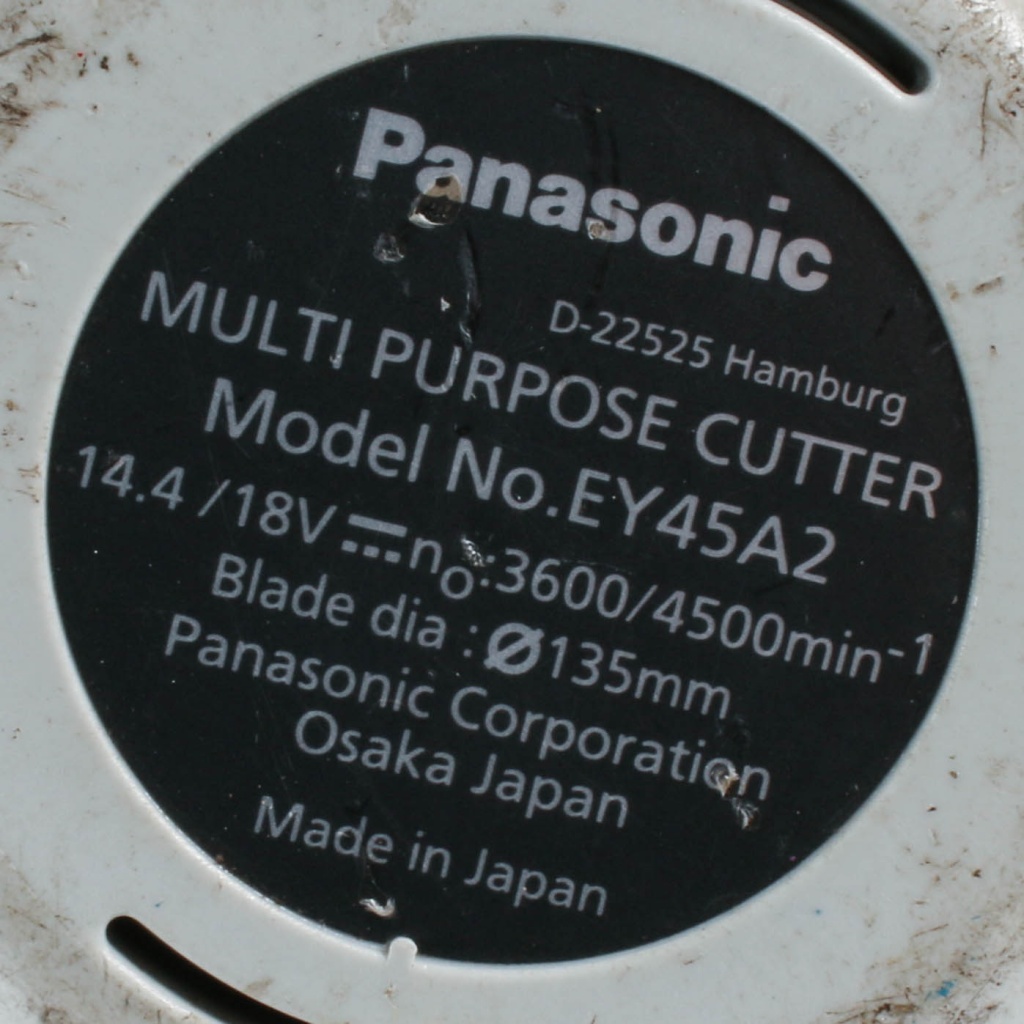 Panasonic
D-22525 Hamburg
MULTI PURPOSE CUTTER
Model No.EY45A2
14.4 /18V⎓n₀:3600/4500min⁻¹
Blade dia : Ø135mm
Panasonic Corporation
Osaka Japan
Made in Japan